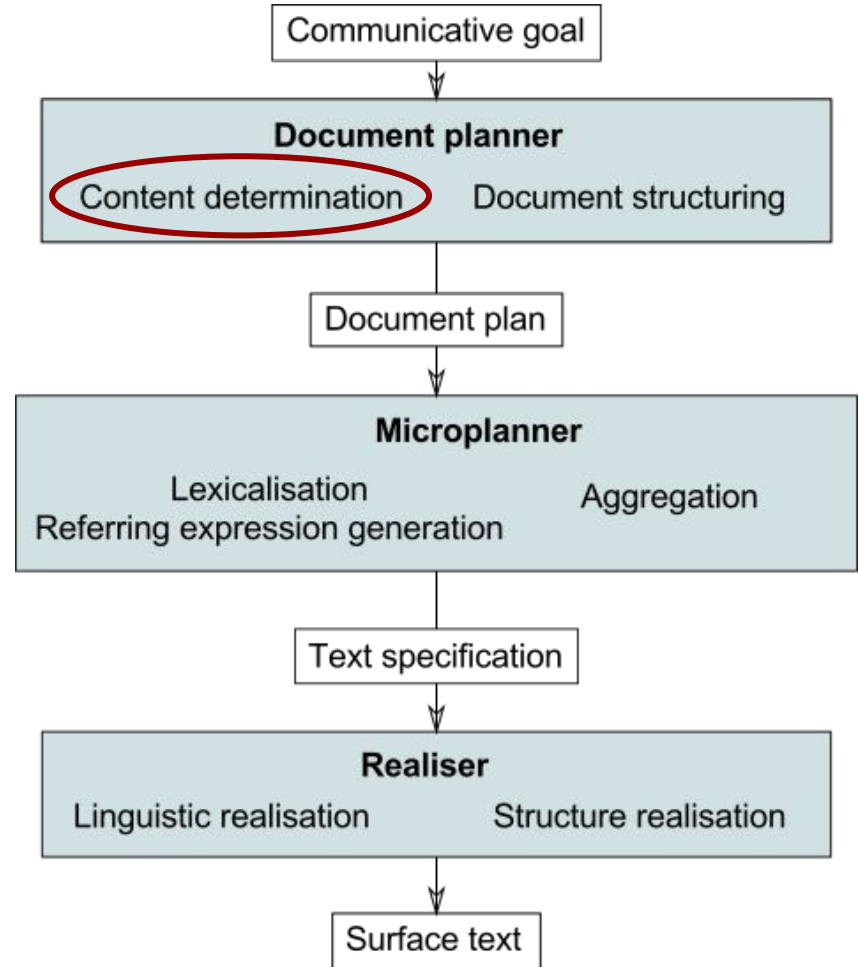 Communicative goal
Document planner
Content determination Document structuring
Document plan
Microplanner
Lexicalisation
Aggregation
Referring expression generation
Text specification
Realiser
Linguistic realisation Structure realisation
Surface text